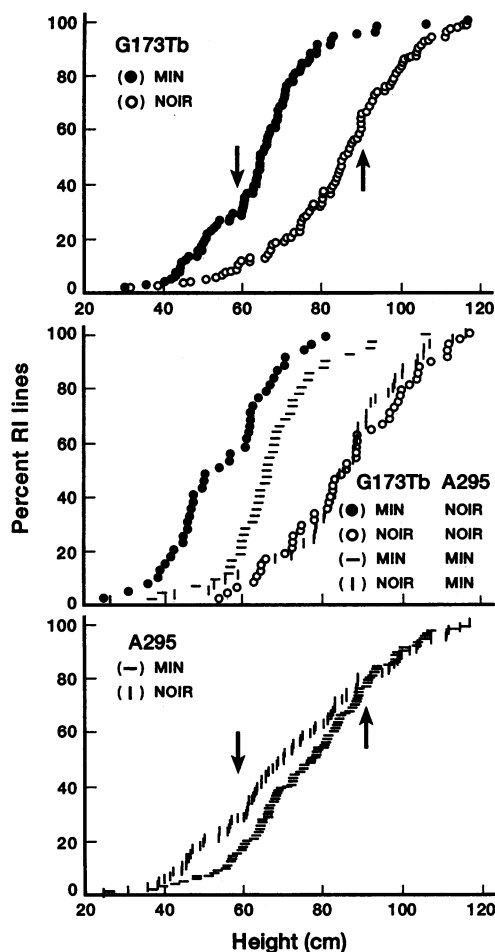 100
80
60
40
20
0
G173Tb
(●) MIN
(○) NOIR
20 40 60 80 100 120
Percent RI lines
100
80
60
40
20
0
G173Tb A295
(●) MIN NOIR
(○) NOIR NOIR
(—) MIN MIN
(|) NOIR MIN
100
80
60
40
20
0
A295
(—) MIN
(|) NOIR
20 40 60 80 100 120
Height (cm)